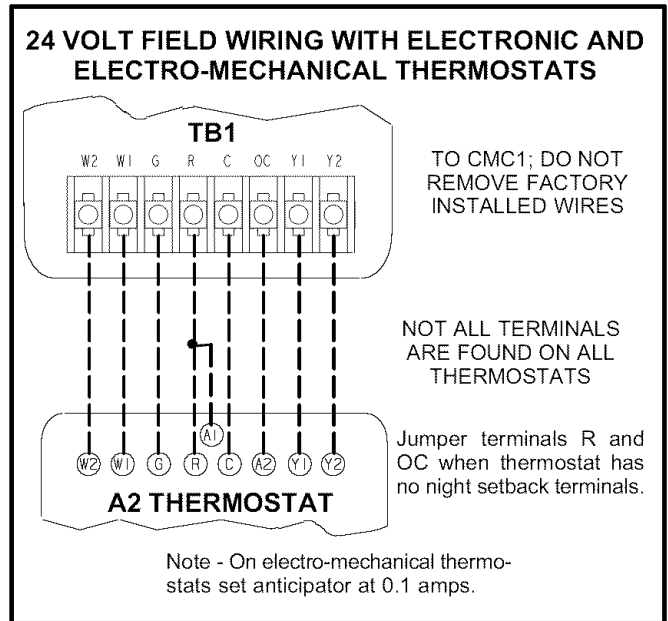 24 VOLT FIELD WIRING WITH ELECTRONIC AND
ELECTRO-MECHANICAL THERMOSTATS
TB1
W2 W1 G R C OC Y1 Y2
TO CMC1; DO NOT
REMOVE FACTORY
INSTALLED WIRES
NOT ALL TERMINALS
ARE FOUND ON ALL
THERMOSTATS
A1
W2 W1 G R C A2 Y1 Y2
A2 THERMOSTAT
Jumper terminals R and
OC when thermostat has
no night setback terminals.
Note - On electro-mechanical thermo-
stats set anticipator at 0.1 amps.